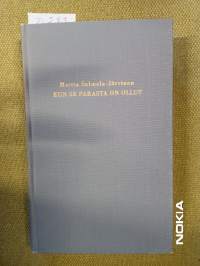 Martta Salmela-Järvinen
KUN SE PARASTA ON OLLUT
NOKIA